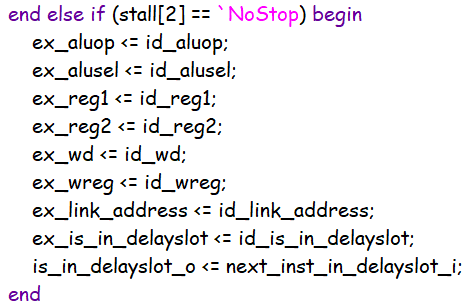 end else if (stall[2] == `NoStop) begin
ex_aluop <= id_aluop;
ex_alusel <= id_alusel;
ex_reg1 <= id_reg1;
ex_reg2 <= id_reg2;
ex_wd <= id_wd;
ex_wreg <= id_wreg;
ex_link_address <= id_link_address;
ex_is_in_delayslot <= id_is_in_delayslot;
is_in_delayslot_o <= next_inst_in_delayslot_i;
end